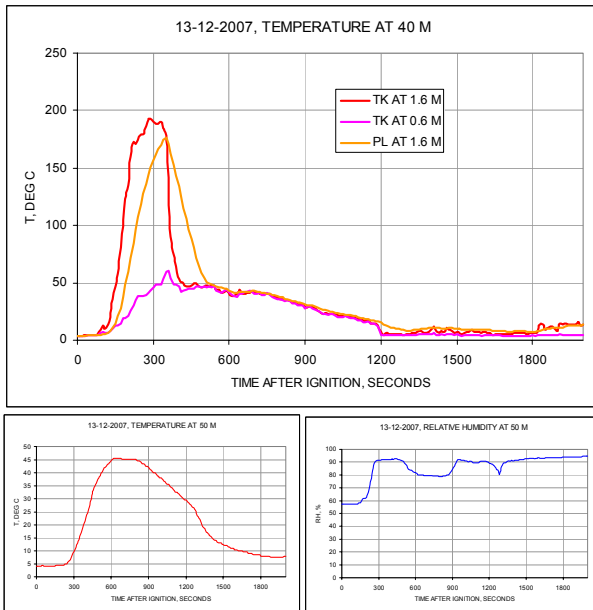 13-12-2007, TEMPERATURE AT 40 M
250
200
150
100
50
0
T, DEG C
TK AT 1.6 M
TK AT 0.6 M
PL AT 1.6 M
0 300 600 900 1200 1500 1800
TIME AFTER IGNITION, SECONDS
13-12-2007, TEMPERATURE AT 50 M
50
45
40
35
30
25
20
15
10
5
0
T, DEG C
0 300 600 900 1200 1500 1800
TIME AFTER IGNITION, SECONDS
13-12-2007, RELATIVE HUMIDITY AT 50 M
100
90
80
70
60
50
40
30
20
10
0
RH, %
0 300 600 900 1200 1500 1800
TIME AFTER IGNITION, SECONDS